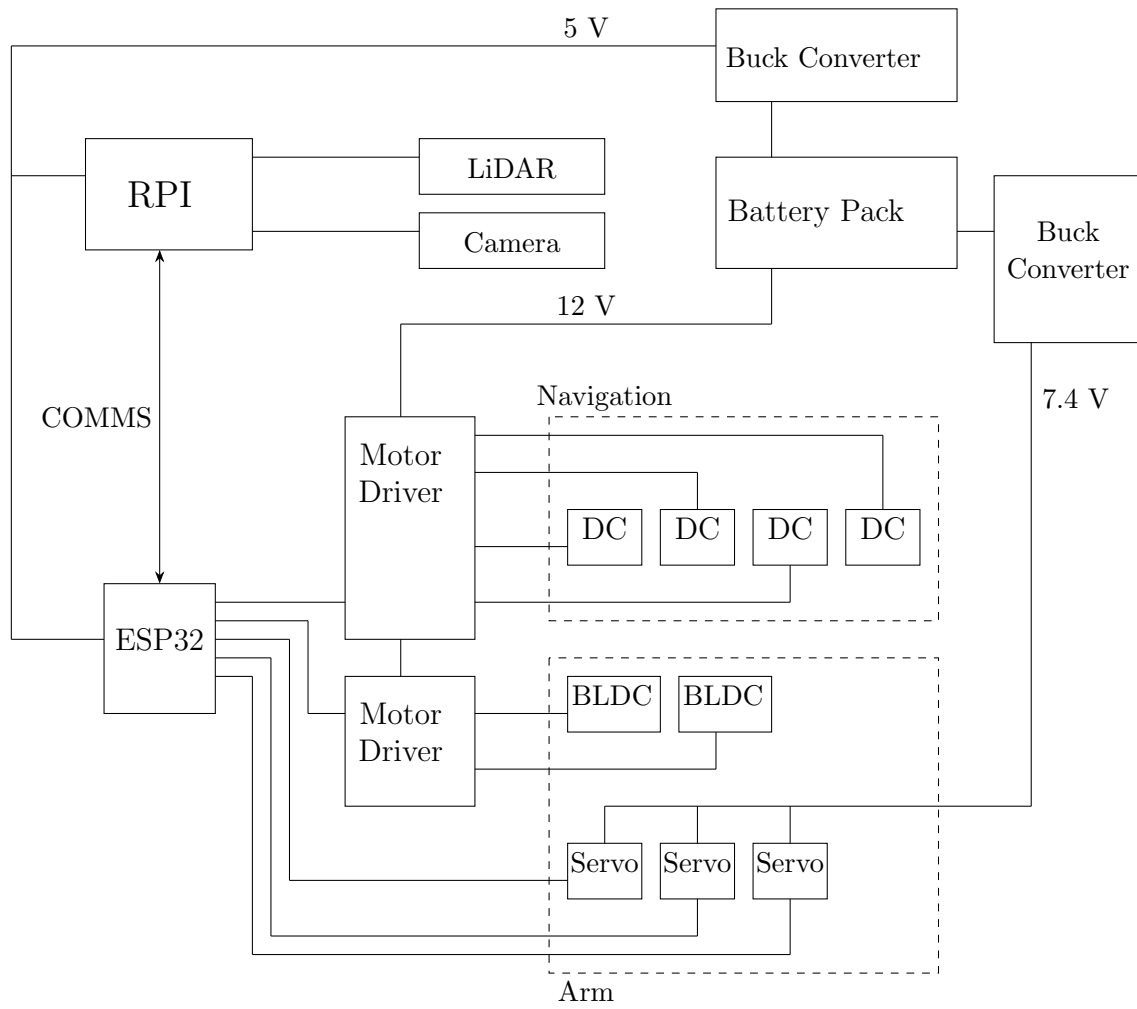 5 V
Buck Converter
RPI
LiDAR
Battery Pack
Camera
Buck
Converter
12 V
Navigation
7.4 V
COMMS
Motor
Driver
DC
DC
DC
DC
ESP32
Motor
Driver
BLDC
BLDC
Servo
Servo
Servo
Arm